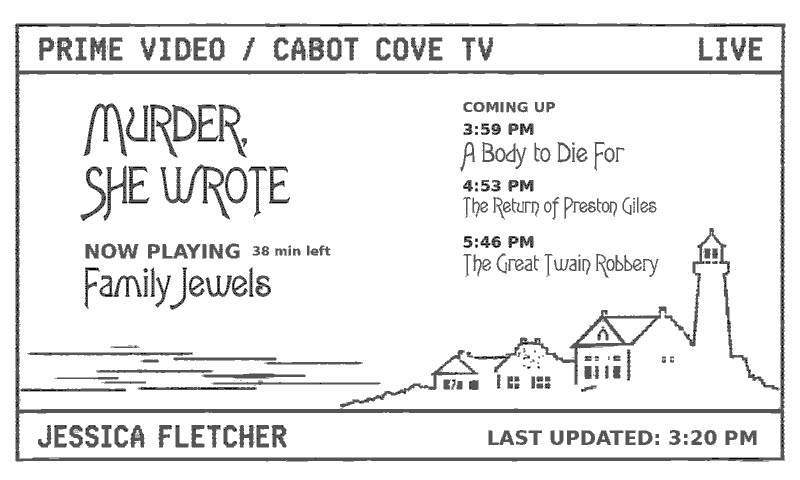 PRIME VIDEO / CABOT COVE TV
LIVE
MURDER,
SHE WROTE
NOW PLAYING 38 min left
Family Jewels
COMING UP
3:59 PM
A Body to Die For
4:53 PM
The Return of Preston Giles
5:46 PM
The Great Twain Robbery
JESSICA FLETCHER
LAST UPDATED: 3:20 PM